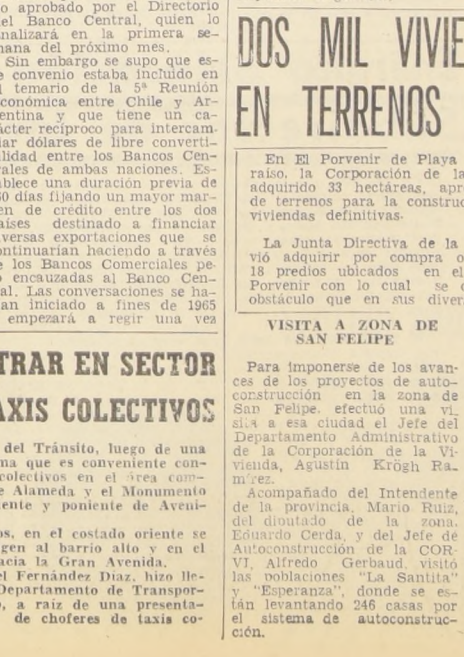 o aprobado por el Directorio
el Banco Central, quien lo
nalizará en la primera se-
mana del próximo mes.
Sin embargo se supo que es-
e convenio estaba incluído en
l temario de la 5ª Reunión
conómica entre Chile y Ar-
entina y que tiene un ca-
ácter recíproco para intercam-
iar dólares de libre converti-
lidad entre los Bancos Cen-
rales de ambas naciones. Es-
blece una duración previa de
60 días fijando un mayor mar-
en de crédito entre los dos
aíses destinado a financiar
versas exportaciones que se
ontinuarían haciendo a través
e los Bancos Comerciales pe-
encauzadas al Banco Cen-
al. Las conversaciones se ha-
an iniciado a fines de 1965
empezará a regir una vez
TRAR EN SECTOR
AXIS COLECTIVOS
del Tránsito, luego de una
ma que es conveniente con-
colectivos en el área com-
e Alameda y el Monumento
iente y poniente de Aveni-
os, en el costado oriente se
gen al barrio alto y en el
acia la Gran Avenida.
el Fernández Díaz, hizo lle-
Departamento de Transpor-
o, a raíz de una presenta-
de choferes de taxis co-
DOS MIL VIVIE
EN TERRENOS
En El Porvenir de Playa
raíso, la Corporación de la
adquirido 33 hectáreas, apr
de terrenos para la construc
viviendas definitivas.
La Junta Directiva de la
vió adquirir por compra o
18 predios ubicados en el
Porvenir con lo cual se
obstáculo que en sus diver
VISITA A ZONA DE
SAN FELIPE
Para imponerse de los avan-
ces de los proyectos de auto-
construcción en la zona de
San Felipe, efectuó una vi-
sita a esa ciudad el Jefe del
Departamento Administrativo
de la Corporación de la Vi-
vienda, Agustín Krögh Ra-
mírez.
Acompañado del Intendente
de la provincia, Mario Ruiz,
del diputado de la zona,
Eduardo Cerda, y del Jefe de
Autoconstrucción de la COR-
VI, Alfredo Gerbaud, visitó
las poblaciones "La Santita"
y "Esperanza", donde se es-
tán levantando 246 casas por
el sistema de autoconstruc-
ción.